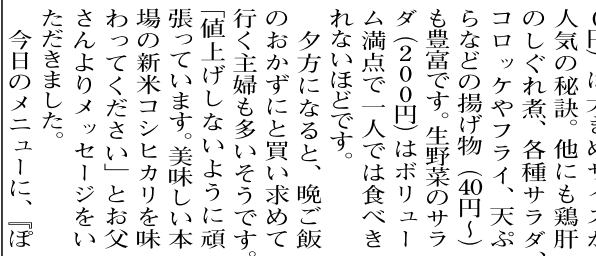 人気の秘訣。他にも鶏肝
のしぐれ煮、各種サラダ、
コロッケやフライ、天ぷ
らなどの揚げ物（40円〜）
も豊富です。生野菜のサラ
ダ（200円）はボリュー
ム満点で一人では食べき
れないほどです。
夕方になると、晩ご飯
のおかずにと買い求めて
行く主婦も多いそうです。
「値上げしないように頑
張っています。美味しい本
場の新米コシヒカリを味
わってください」とお父
さんよりメッセージをい
ただきました。
今日のメニューに、『ぽ